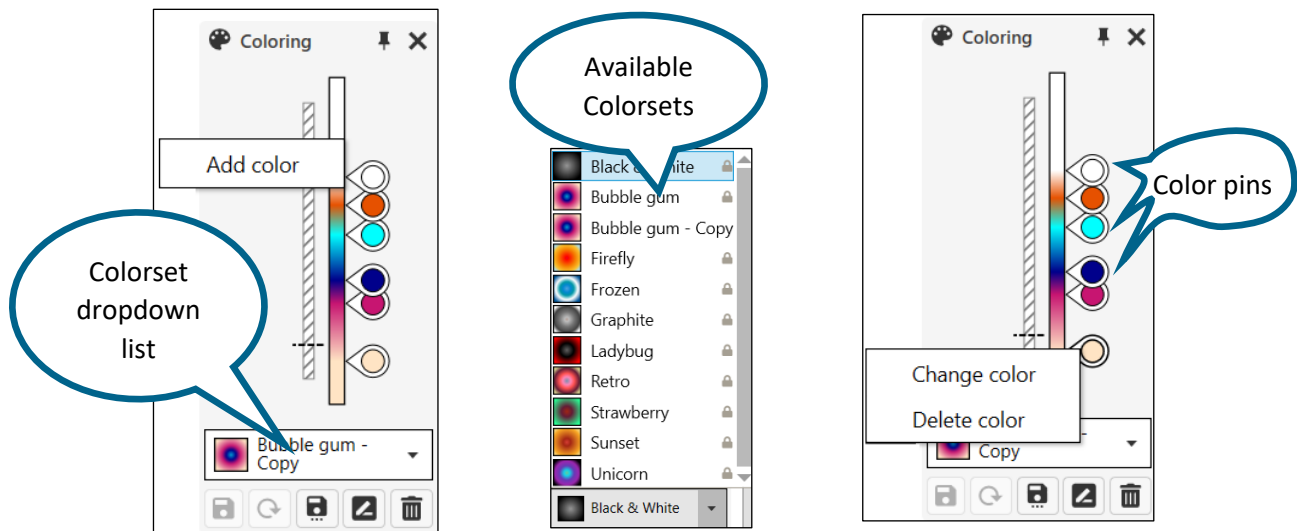 Coloring
Add color
Colorset
dropdown
list
Bubble gum -
Copy
Available
Colorsets
Black & White
Bubble gum
Bubble gum - Copy
Firefly
Frozen
Graphite
Ladybug
Retro
Strawberry
Sunset
Unicorn
Black & White
Coloring
Color pins
Change color
Delete color
-
Copy